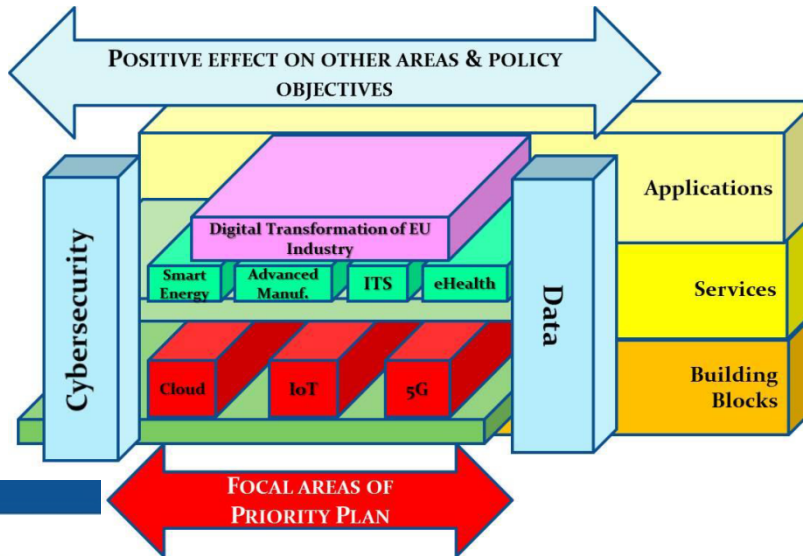 POSITIVE EFFECT ON OTHER AREAS & POLICY
OBJECTIVES
Applications
Digital Transformation of EU
Industry
Cybersecurity
Smart
Energy
Advanced
Manuf.
ITS
eHealth
Data
Services
Cloud
IoT
5G
Building
Blocks
FOCAL AREAS OF
PRIORITY PLAN